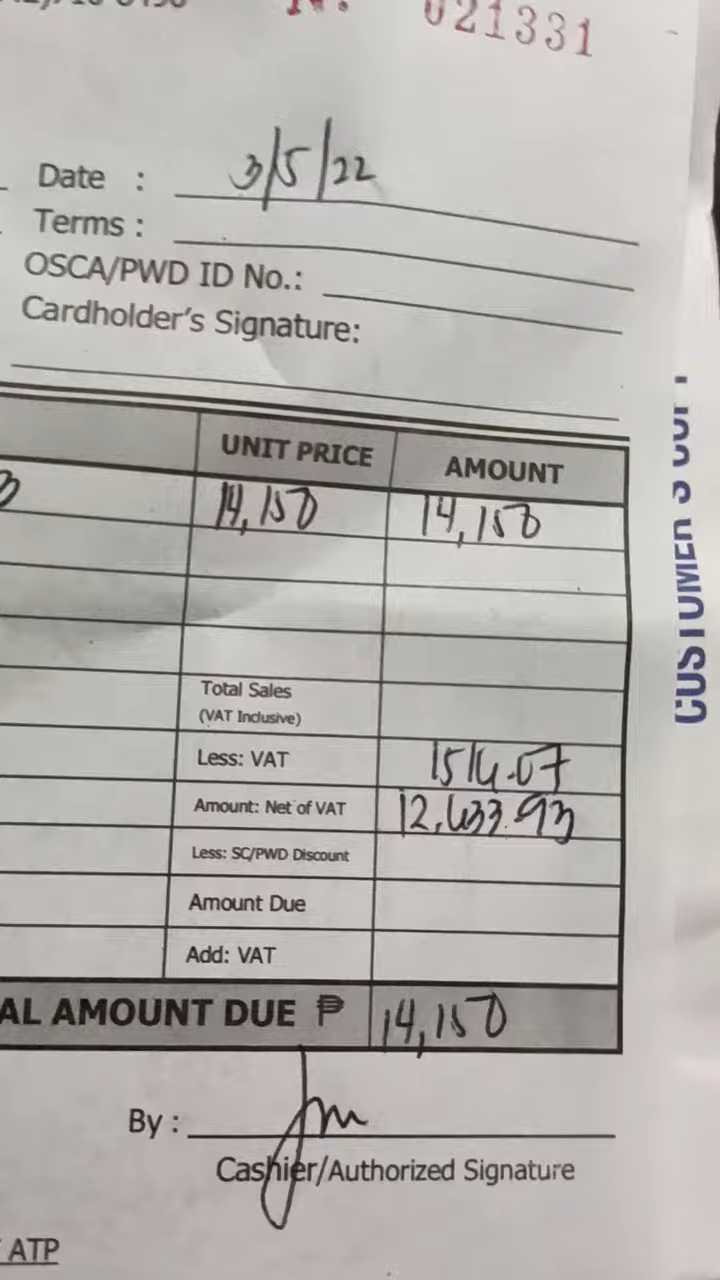 021331
Date : 3/5/22
Terms :
OSCA/PWD ID No.:
Cardholder's Signature:
UNIT PRICE AMOUNT
14,150 14,150
Total Sales
(VAT Inclusive)
Less: VAT 1514.07
Amount: Net of VAT 12,633.93
Less: SC/PWD Discount
Amount Due
Add: VAT
AL AMOUNT DUE ₱ 14,150
By :
Cashier/Authorized Signature
ATP
CUSTOMER'S COPY